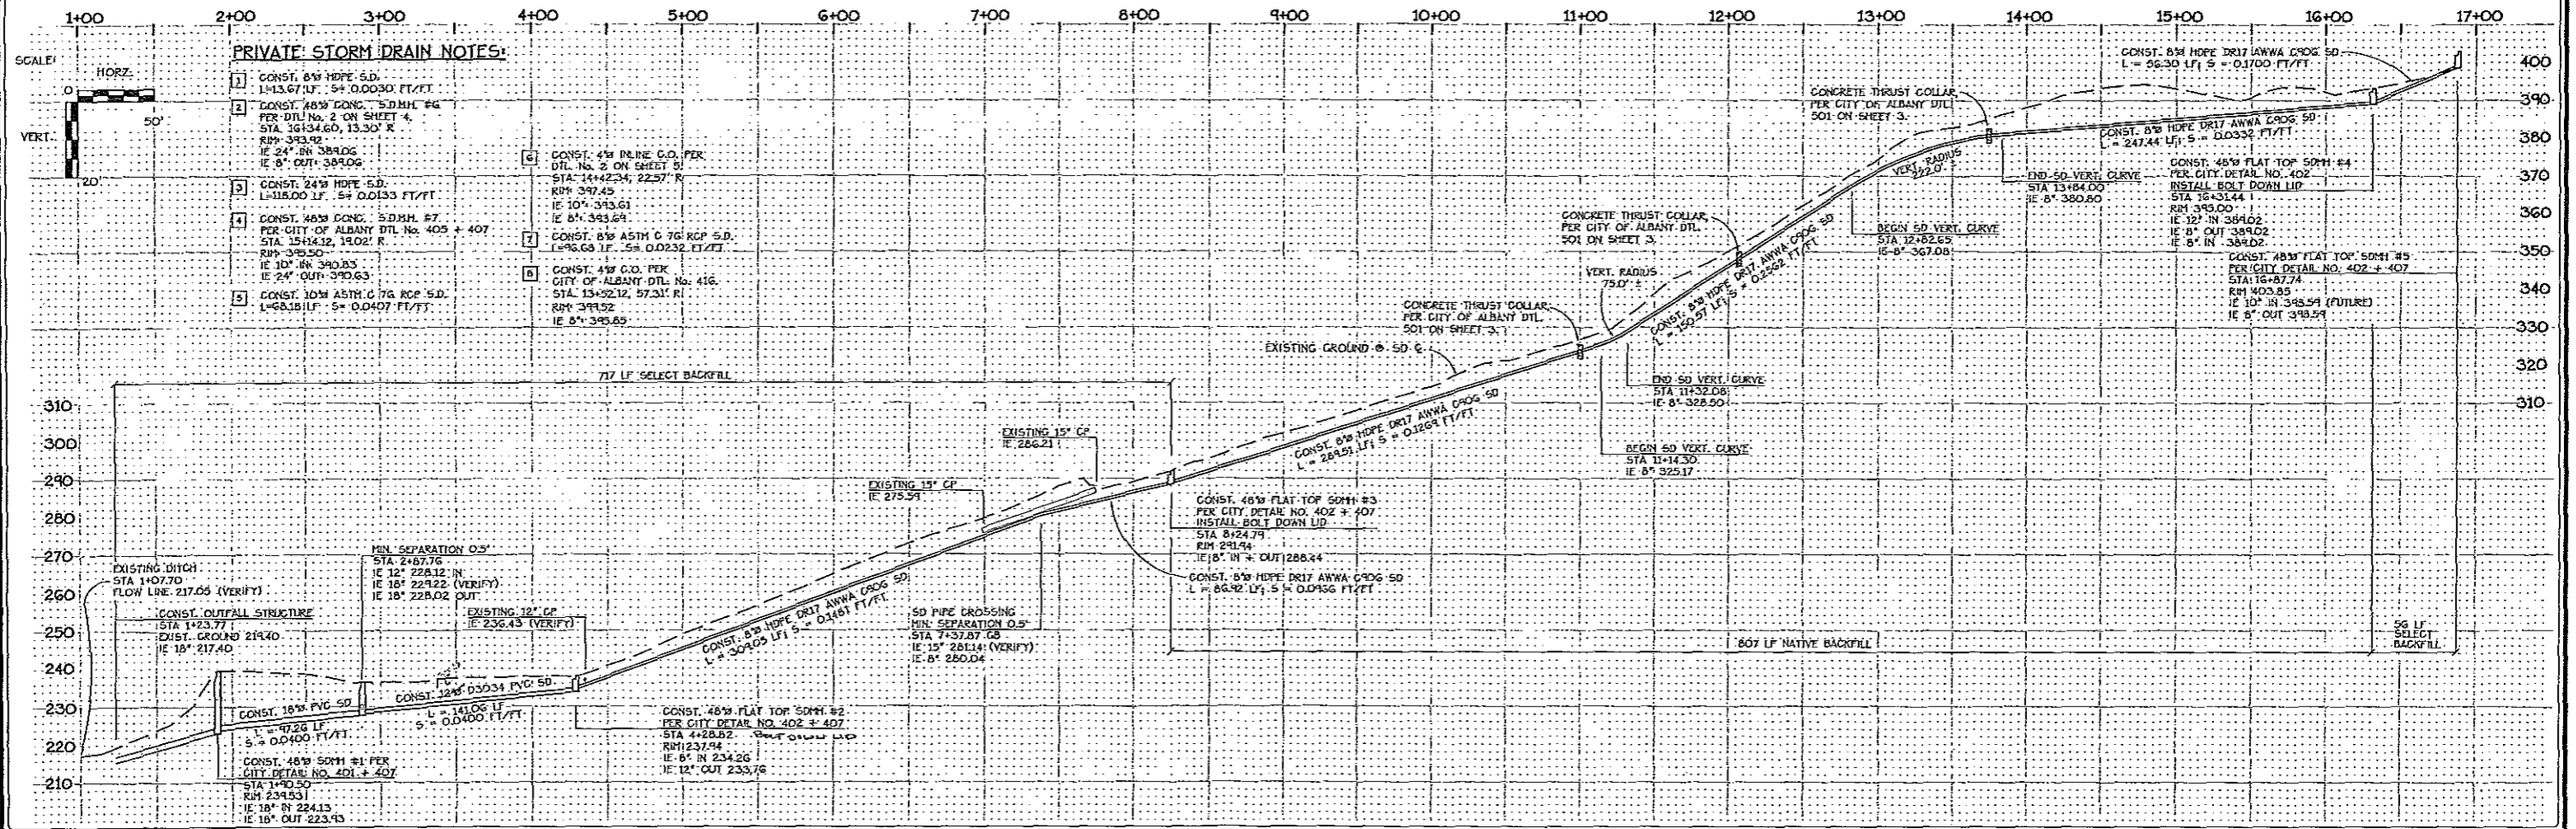 1+00 2+00 3+00 4+00 5+00 6+00 7+00 8+00 9+00 10+00 11+00 12+00 13+00 14+00 15+00 16+00 17+00
SCALE:
HORZ.
0
50'
VERT.
20'
PRIVATE STORM DRAIN NOTES:
1 CONST. 8"Ø HDPE S.D.
L=13.67 LF S= 0.0030 FT/FT
2 CONST. 48"Ø CONC. S.D.M.H. #6
PER DTL No. 2 ON SHEET 4.
STA. 16+34.60, 13.30' R
RIM= 393.92
IE 24" IN: 389.06
IE 8" OUT: 389.06
3 CONST. 24"Ø HDPE S.D.
L=118.00 LF S= 0.0133 FT/FT
4 CONST. 48"Ø CONC. S.D.M.H. #7
PER CITY OF ALBANY DTL No. 405 + 407
STA. 15+14.12, 19.02' R
RIM= 395.50
IE 10" IN: 390.83
IE 24" OUT: 390.63
5 CONST. 10"Ø ASTM C 76 RCP S.D.
L=68.18 LF S= 0.0407 FT/FT
6 CONST. 4"Ø INLINE C.O. PER
DTL No. 2 ON SHEET 5
STA. 14+42.34, 22.57' R
RIM= 397.45
IE 10": 393.61
IE 8": 393.69
7 CONST. 8"Ø ASTM C 76 RCP S.D.
L=96.68 LF S= 0.0232 FT/FT
8 CONST. 4"Ø C.O. PER
CITY OF ALBANY DTL. No. 416.
STA. 13+52.12, 57.31' R
RIM= 399.52
IE 8": 395.85
CONST. 8"Ø HDPE DR17 AWWA C906 SD
L = 56.30 LF; S = 0.1700 FT/FT
400
390
380
370
360
350
340
330
320
310
400
390
380
370
360
350
340
330
320
310
CONCRETE THRUST COLLAR
PER CITY OF ALBANY DTL.
501 ON SHEET 3.
CONST. 8"Ø HDPE DR17 AWWA C906 SD
L = 247.44 LF; S = 0.0332 FT/FT
VERT. RADIUS
222.0' ±
END SD VERT. CURVE
STA 13+84.00
IE 8" 380.80
CONST. 48"Ø FLAT TOP SDMH #4
PER CITY DETAIL NO. 402
INSTALL BOLT DOWN LID
STA 16+31.44
RIM 395.00
IE 12" IN 389.02
IE 8" OUT 389.02
IE 8" IN 389.02
BEGIN SD VERT. CURVE
STA 12+82.65
IE 8" 367.08
CONST. 48"Ø FLAT TOP SDMH #5
PER CITY DETAIL NO. 402 + 407
STA 16+87.74
RIM 403.85
IE 10" IN 398.59 (FUTURE)
IE 8" OUT 398.59
CONCRETE THRUST COLLAR
PER CITY OF ALBANY DTL.
501 ON SHEET 3.
VERT. RADIUS
75.0' ±
CONST. 8"Ø HDPE DR17 AWWA C906 SD
L = 150.57 LF; S = 0.2562 FT/FT
CONCRETE THRUST COLLAR
PER CITY OF ALBANY DTL.
501 ON SHEET 3.
EXISTING GROUND @ SD ℄
END SD VERT. CURVE
STA 11+32.08
IE 8" 328.50
BEGIN SD VERT. CURVE
STA 11+14.30
IE 8" 325.17
717 LF SELECT BACKFILL
310
300
290
280
270
260
250
240
230
220
210
CONST. 8"Ø HDPE DR17 AWWA C906 SD
L = 289.51 LF; S = 0.1269 FT/FT
EXISTING 15" CP
IE 286.21
EXISTING 15" CP
IE 275.59
CONST. 48"Ø FLAT TOP SDMH #3
PER CITY DETAIL NO. 402 + 407
INSTALL BOLT DOWN LID
STA 8+24.79
RIM 291.94
IE 8" IN + OUT 288.44
CONST. 8"Ø HDPE DR17 AWWA C906 SD
L = 86.92 LF; S = 0.0966 FT/FT
MIN. SEPARATION 0.5'
STA 2+87.76
IE 12" 228.12 IN
IE 18" 229.22 (VERIFY)
IE 18" 228.02 OUT
EXISTING DITCH
STA 1+07.70
FLOW LINE 217.05 (VERIFY)
CONST. OUTFALL STRUCTURE
STA 1+23.77
EXIST. GROUND 219.40
IE 18" 217.40
EXISTING 12" CP
IE 236.43 (VERIFY)
CONST. 8"Ø HDPE DR17 AWWA C906 SD
L = 309.05 LF; S = 0.1481 FT/FT
SD PIPE CROSSING
MIN. SEPARATION 0.5'
STA 7+37.87 GB
IE 15" 281.14 (VERIFY)
IE 8" 280.04
807 LF NATIVE BACKFILL
56 LF
SELECT
BACKFILL
CONST. 18"Ø PVC SD
L = 97.26 LF
S = 0.0400 FT/FT
CONST. 12"Ø D3034 PVC SD
L = 141.06 LF
S = 0.0400 FT/FT
CONST. 48"Ø FLAT TOP SDMH #2
PER CITY DETAIL NO. 402 + 407
STA 4+28.82 BOLT DOWN LID
RIM 237.94
IE 8" IN 234.26
IE 12" OUT 233.76
CONST. 48"Ø SDMH #1 PER
CITY DETAIL NO. 401 + 407
STA 1+90.50
RIM 239.53
IE 18" IN 224.13
IE 18" OUT 223.93